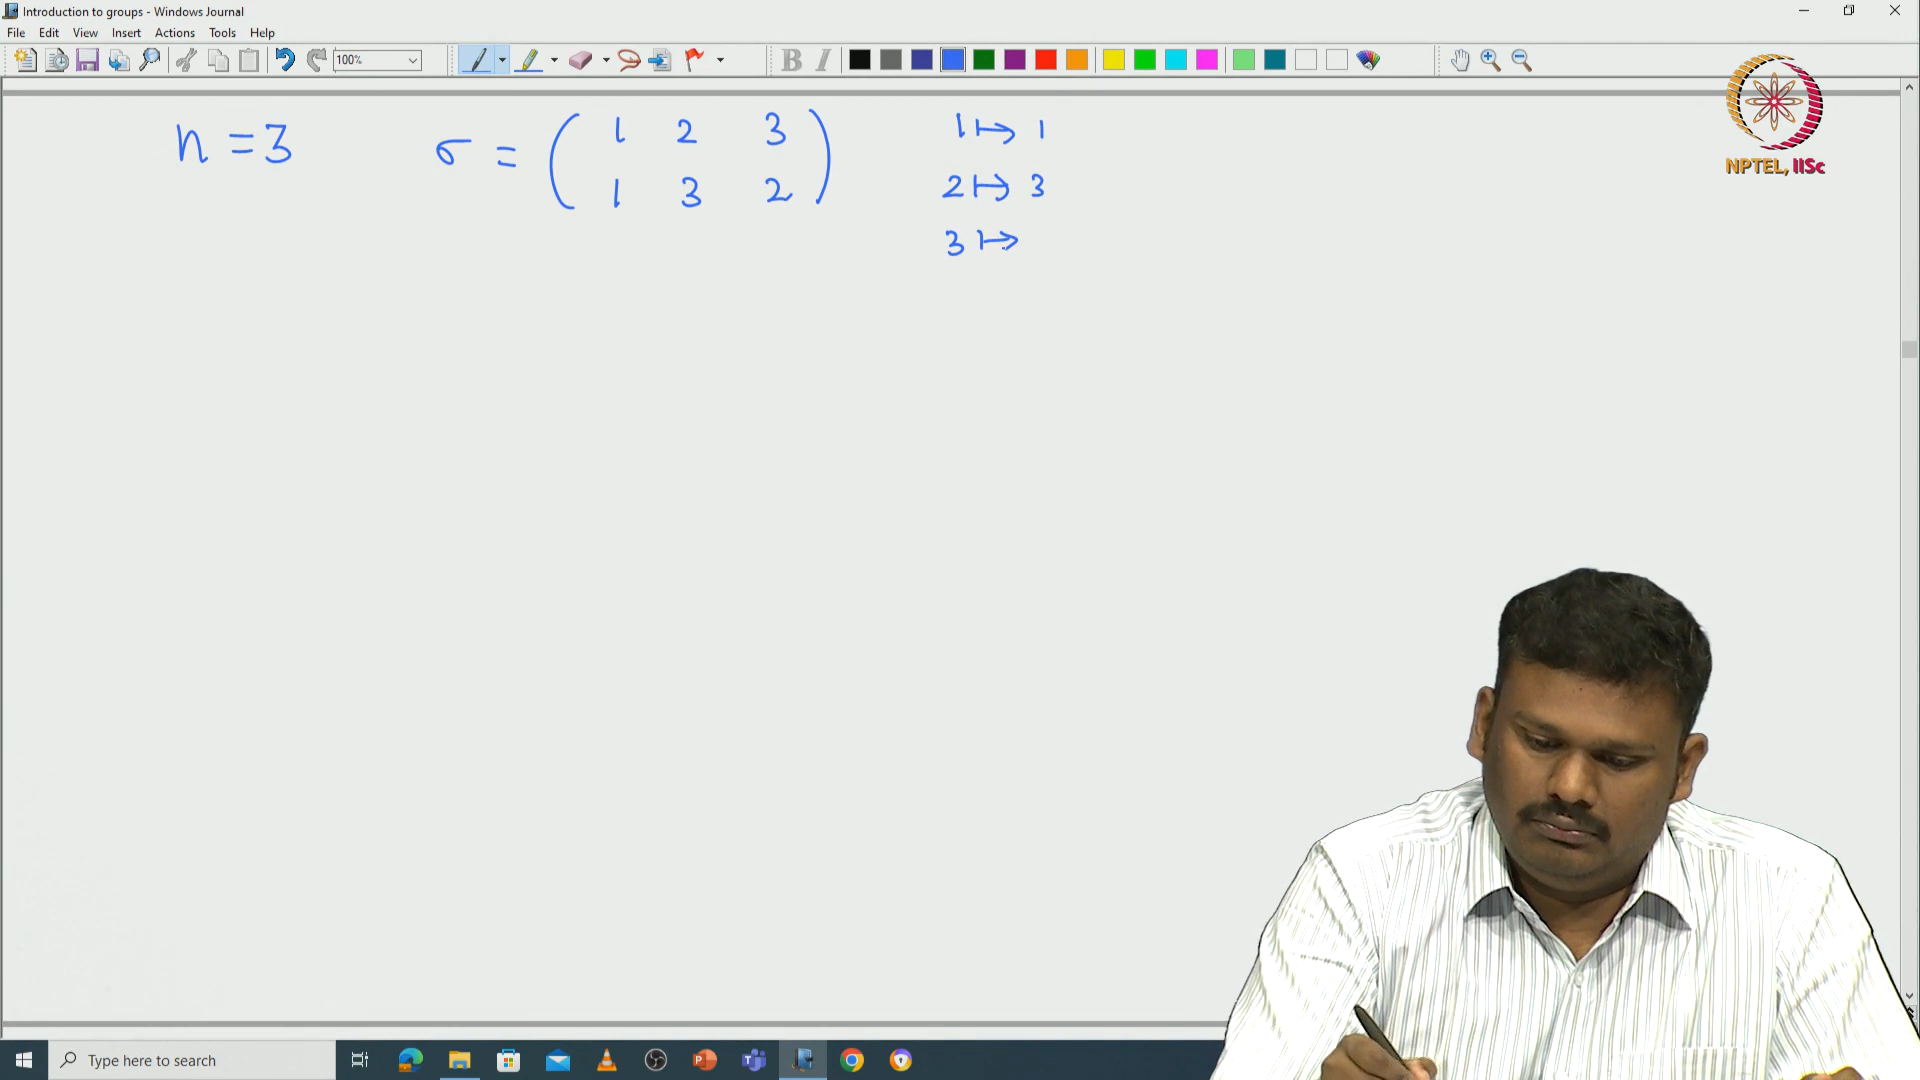 Introduction to groups - Windows Journal
File Edit View Insert Actions Tools Help
100%
B I
NPTEL, IISc
n = 3 σ = ( 1 2 3 ) 1 ↦ 1
1 3 2 2 ↦ 3
3 ↦
Type here to search